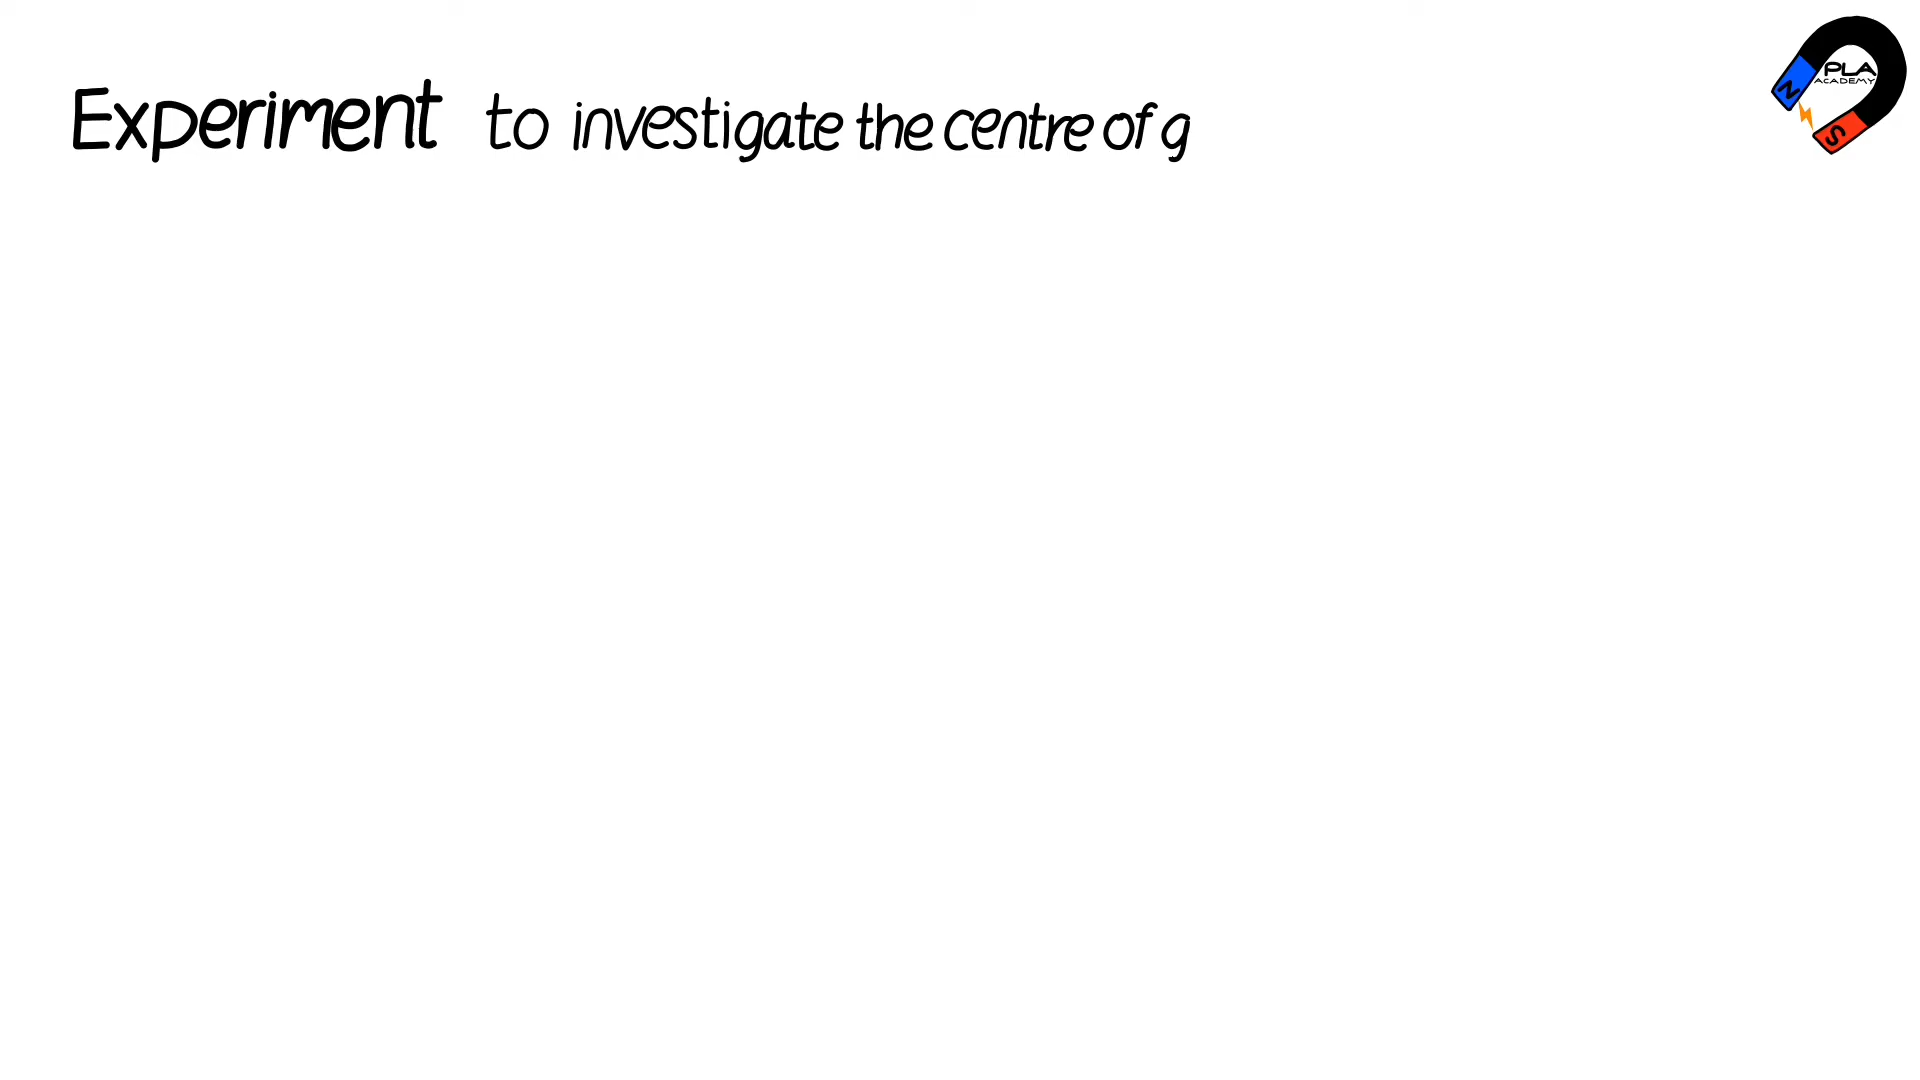 Experiment to investigate the centre of g
PLA
ACADEMY
N
S